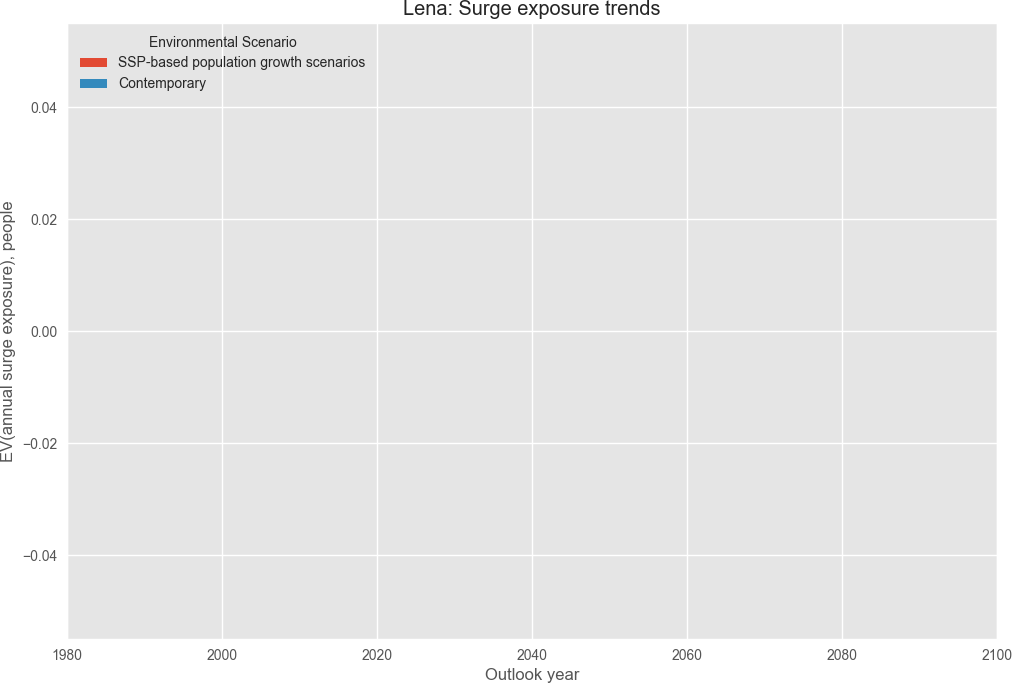 Lena: Surge exposure trends
Environmental Scenario
SSP-based population growth scenarios
Contemporary
EV(annual surge exposure), people
0.04
0.02
0.00
−0.02
−0.04
1980 2000 2020 2040 2060 2080 2100
Outlook year